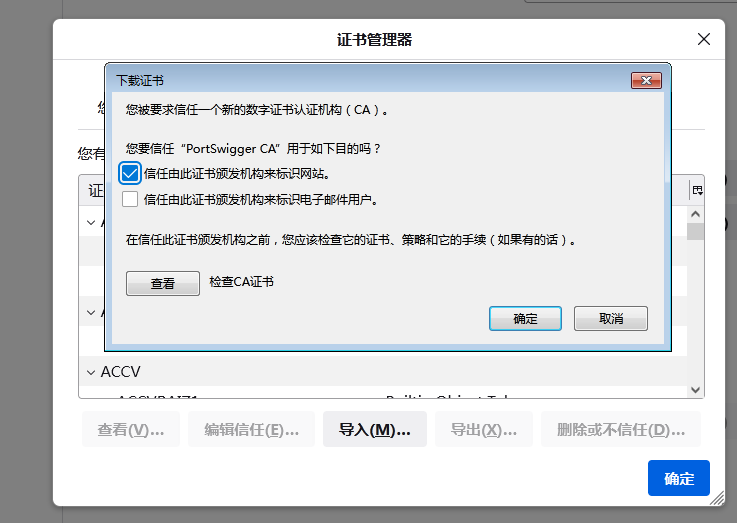 证书管理器
下载证书
您被要求信任一个新的数字证书认证机构（CA）。
您要信任“PortSwigger CA”用于如下目的吗？
信任由此证书颁发机构来标识网站。
信任由此证书颁发机构来标识电子邮件用户。
在信任此证书颁发机构之前，您应该检查它的证书、策略和它的手续（如果有的话）。
查看 检查CA证书
确定 取消
您有
证
ACCV
查看(V)... 编辑信任(E)... 导入(M)... 导出(X)... 删除或不信任(D)...
确定